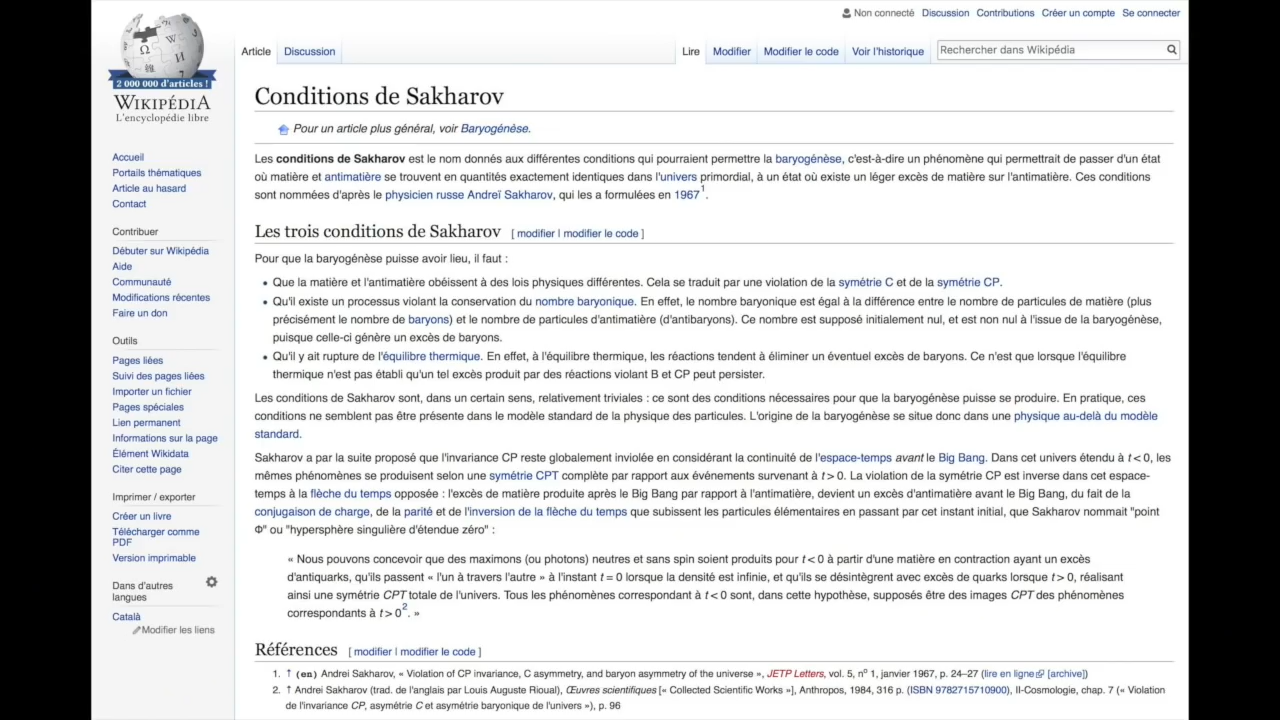 Non connecté Discussion Contributions Créer un compte Se connecter
Article Discussion Lire Modifier Modifier le code Voir l'historique Rechercher dans Wikipédia
2 000 000 d'articles !
WIKIPÉDIA
L'encyclopédie libre
Accueil
Portails thématiques
Article au hasard
Contact
Contribuer
Débuter sur Wikipédia
Aide
Communauté
Modifications récentes
Faire un don
Outils
Pages liées
Suivi des pages liées
Importer un fichier
Pages spéciales
Lien permanent
Informations sur la page
Élément Wikidata
Citer cette page
Imprimer / exporter
Créer un livre
Télécharger comme
PDF
Version imprimable
Dans d'autres
langues
Català
Modifier les liens
Conditions de Sakharov
Pour un article plus général, voir Baryogénèse.
Les conditions de Sakharov est le nom donnés aux différentes conditions qui pourraient permettre la baryogénèse, c'est-à-dire un phénomène qui permettrait de passer d'un état
où matière et antimatière se trouvent en quantités exactement identiques dans l'univers primordial, à un état où existe un léger excès de matière sur l'antimatière. Ces conditions
sont nommées d'après le physicien russe Andreï Sakharov, qui les a formulées en 1967¹.
Les trois conditions de Sakharov [ modifier | modifier le code ]
Pour que la baryogénèse puisse avoir lieu, il faut :
• Que la matière et l'antimatière obéissent à des lois physiques différentes. Cela se traduit par une violation de la symétrie C et de la symétrie CP.
• Qu'il existe un processus violant la conservation du nombre baryonique. En effet, le nombre baryonique est égal à la différence entre le nombre de particules de matière (plus
précisément le nombre de baryons) et le nombre de particules d'antimatière (d'antibaryons). Ce nombre est supposé initialement nul, et est non nul à l'issue de la baryogénèse,
puisque celle-ci génère un excès de baryons.
• Qu'il y ait rupture de l'équilibre thermique. En effet, à l'équilibre thermique, les réactions tendent à éliminer un éventuel excès de baryons. Ce n'est que lorsque l'équilibre
thermique n'est pas établi qu'un tel excès produit par des réactions violant B et CP peut persister.
Les conditions de Sakharov sont, dans un certain sens, relativement triviales : ce sont des conditions nécessaires pour que la baryogénèse puisse se produire. En pratique, ces
conditions ne semblent pas être présente dans le modèle standard de la physique des particules. L'origine de la baryogénèse se situe donc dans une physique au-delà du modèle
standard.
Sakharov a par la suite proposé que l'invariance CP reste globalement inviolée en considérant la continuité de l'espace-temps avant le Big Bang. Dans cet univers étendu à t < 0, les
mêmes phénomènes se produisent selon une symétrie CPT complète par rapport aux événements survenant à t > 0. La violation de la symétrie CP est inverse dans cet espace-
temps à la flèche du temps opposée : l'excès de matière produite après le Big Bang par rapport à l'antimatière, devient un excès d'antimatière avant le Big Bang, du fait de la
conjugaison de charge, de la parité et de l'inversion de la flèche du temps que subissent les particules élémentaires en passant par cet instant initial, que Sakharov nommait "point
Φ" ou "hypersphère singulière d'étendue zéro" :
« Nous pouvons concevoir que des maximons (ou photons) neutres et sans spin soient produits pour t < 0 à partir d'une matière en contraction ayant un excès
d'antiquarks, qu'ils passent « l'un à travers l'autre » à l'instant t = 0 lorsque la densité est infinie, et qu'ils se désintègrent avec excès de quarks lorsque t > 0, réalisant
ainsi une symétrie CPT totale de l'univers. Tous les phénomènes correspondant à t < 0 sont, dans cette hypothèse, supposés être des images CPT des phénomènes
correspondants à t > 0². »
Références [ modifier | modifier le code ]
1. ↑ (en) Andrei Sakharov, « Violation of CP invariance, C asymmetry, and baryon asymmetry of the universe », JETP Letters, vol. 5, nº 1, janvier 1967, p. 24–27 (lire en ligne [archive])
2. ↑ Andrei Sakharov (trad. de l'anglais par Louis Auguste Rioual), Œuvres scientifiques [« Collected Scientific Works »], Anthropos, 1984, 316 p. (ISBN 9782715710900), II-Cosmologie, chap. 7 (« Violation
de l'invariance CP, asymétrie C et asymétrie baryonique de l'univers »), p. 96